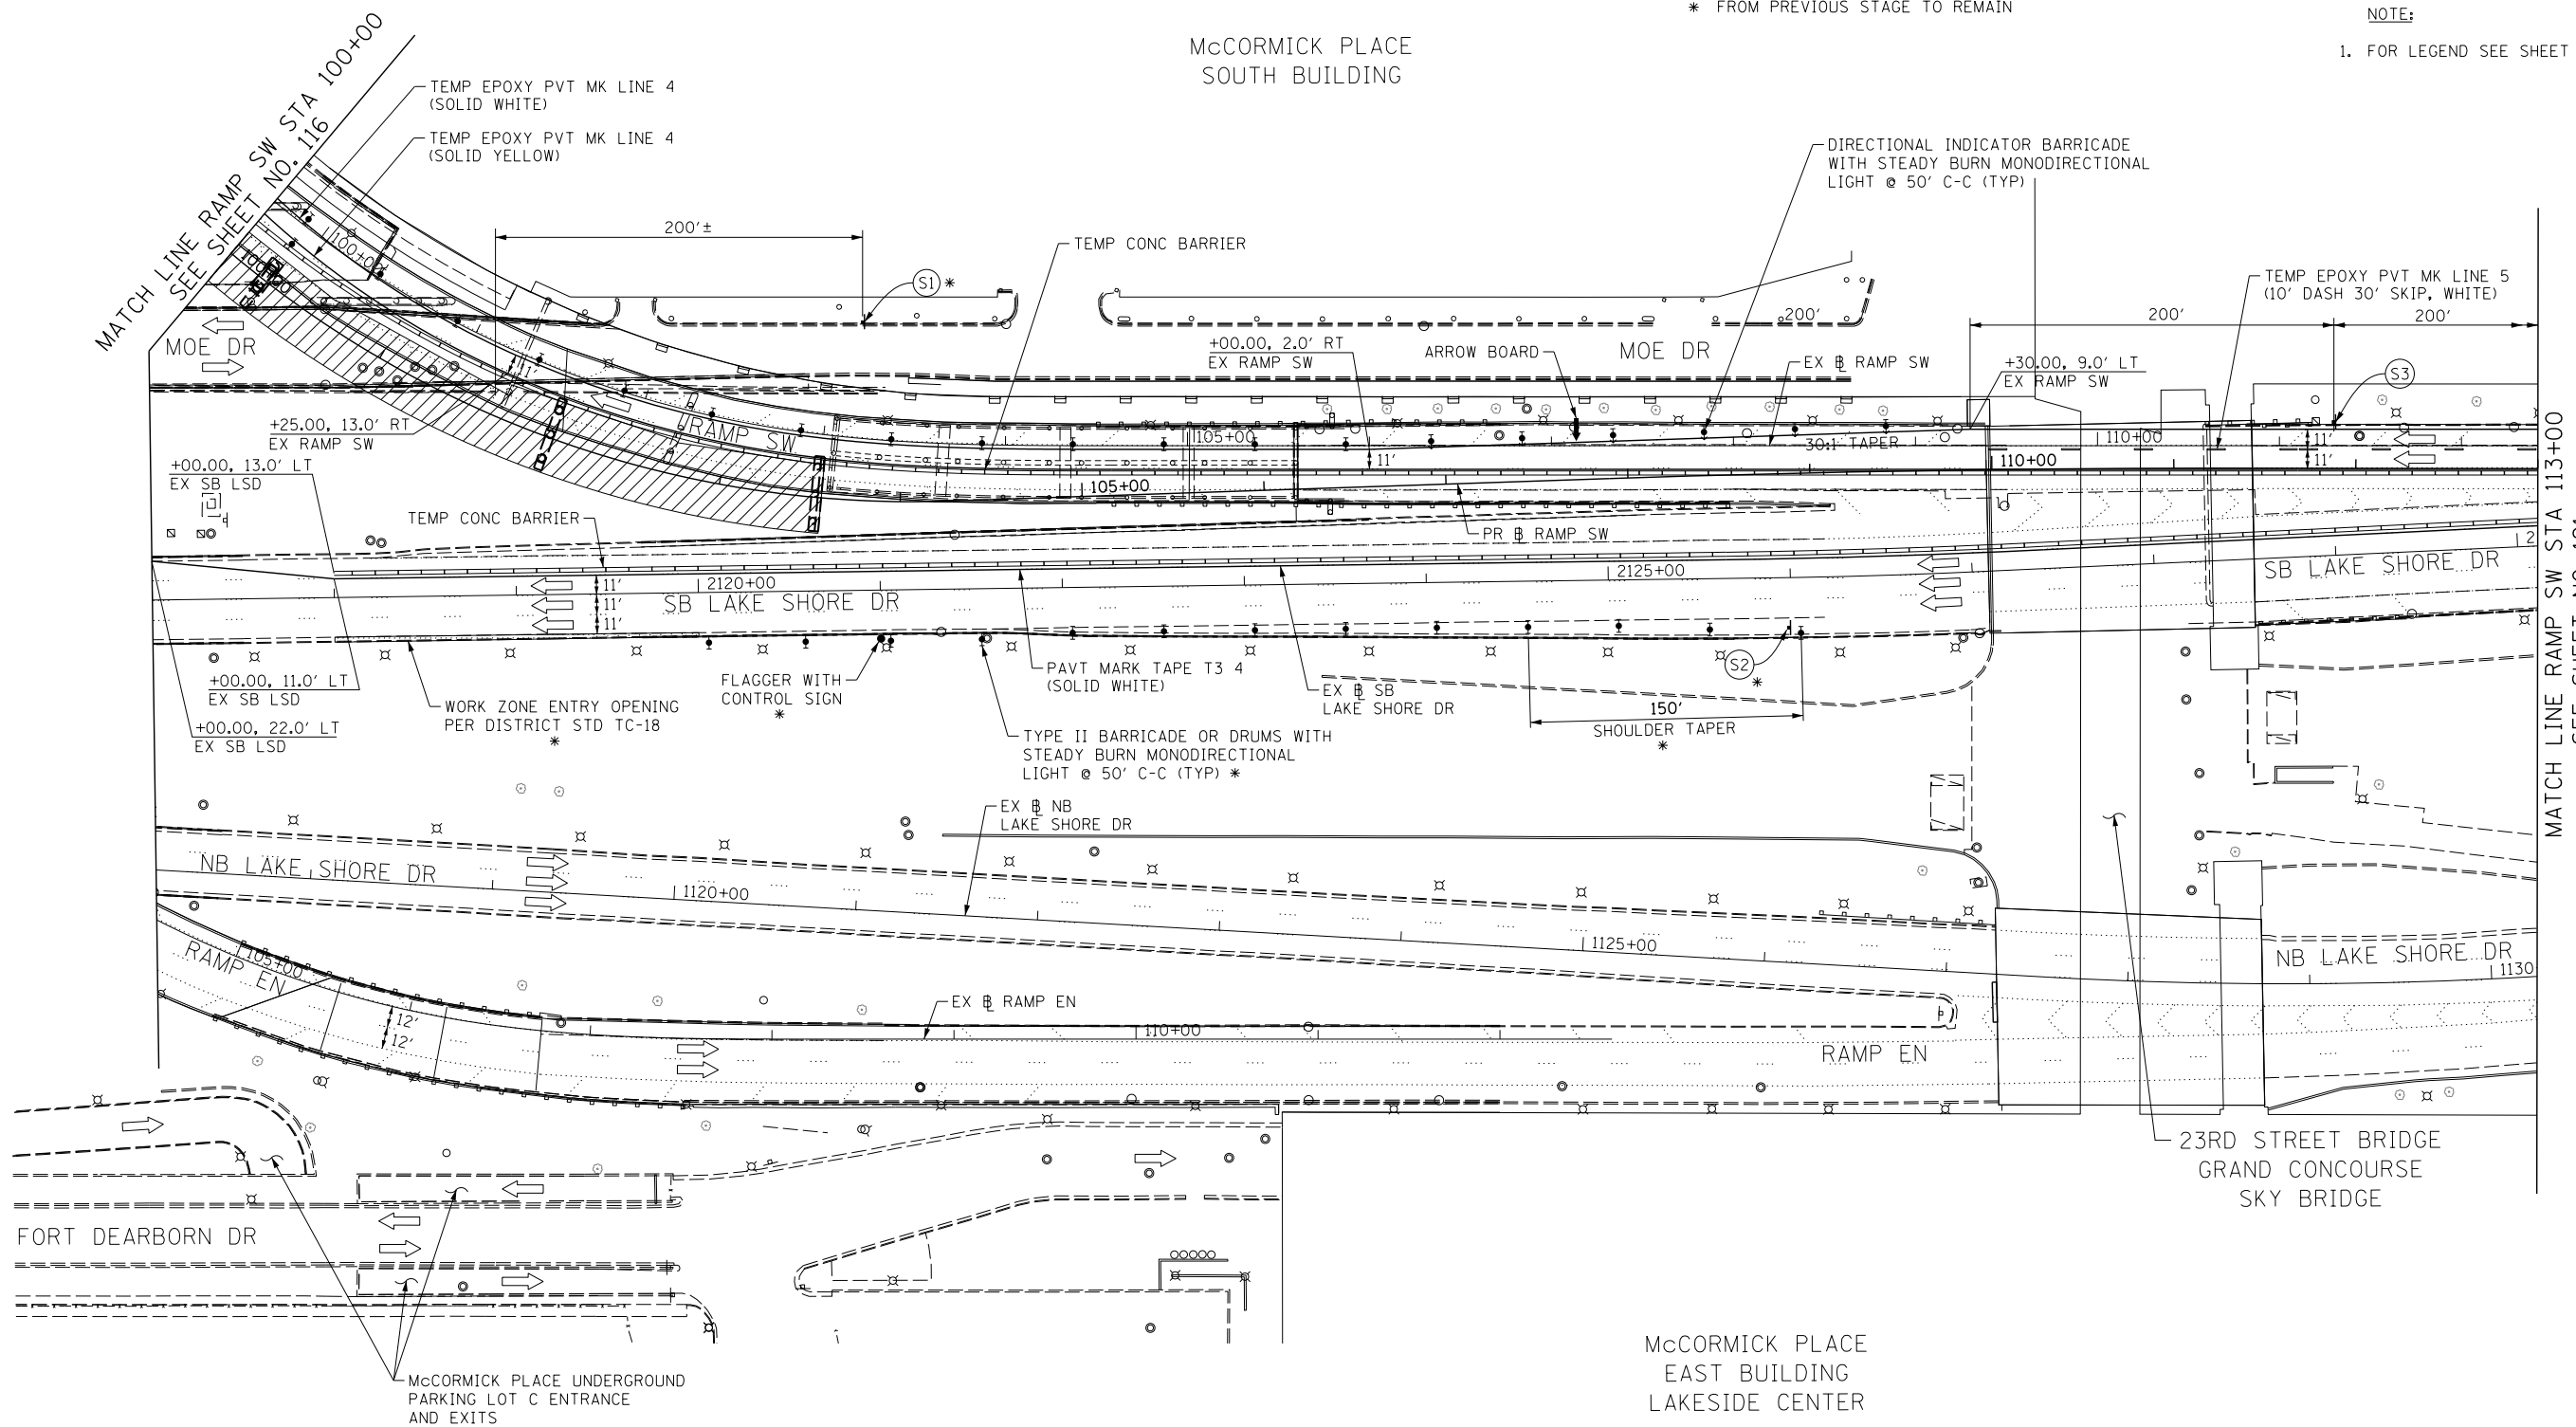 * FROM PREVIOUS STAGE TO REMAIN
NOTE:
1. FOR LEGEND SEE SHEET
McCORMICK PLACE
SOUTH BUILDING
MATCH LINE RAMP SW STA 100+00
SEE SHEET NO. 116
TEMP EPOXY PVT MK LINE 4
(SOLID WHITE)
TEMP EPOXY PVT MK LINE 4
(SOLID YELLOW)
DIRECTIONAL INDICATOR BARRICADE
WITH STEADY BURN MONODIRECTIONAL
LIGHT @ 50' C-C (TYP)
200'±
TEMP CONC BARRIER
S1 *
TEMP EPOXY PVT MK LINE 5
(10' DASH 30' SKIP, WHITE)
200'
200'
200'
100+00
MOE DR
+00.00, 2.0' RT
EX RAMP SW
ARROW BOARD
MOE DR
EX B RAMP SW
+30.00, 9.0' LT
EX RAMP SW
S3
+25.00, 13.0' RT
EX RAMP SW
RAMP SW
105+00
11'
30:1 TAPER
110+00
11'
11'
110+00
105+00
+00.00, 13.0' LT
EX SB LSD
TEMP CONC BARRIER
PR B RAMP SW
MATCH LINE RAMP SW STA 113+00
11'
11'
11'
2120+00
SB LAKE SHORE DR
2125+00
SB LAKE SHORE DR
+00.00, 11.0' LT
EX SB LSD
+00.00, 22.0' LT
EX SB LSD
WORK ZONE ENTRY OPENING
PER DISTRICT STD TC-18
*
FLAGGER WITH
CONTROL SIGN
*
PAVT MARK TAPE T3 4
(SOLID WHITE)
EX B SB
LAKE SHORE DR
S2
*
150'
SHOULDER TAPER
*
TYPE II BARRICADE OR DRUMS WITH
STEADY BURN MONODIRECTIONAL
LIGHT @ 50' C-C (TYP) *
EX B NB
LAKE SHORE DR
NB LAKE SHORE DR
1120+00
1125+00
NB LAKE SHORE DR
1130
RAMP EN
105+00
12'
12'
EX B RAMP EN
110+00
RAMP EN
23RD STREET BRIDGE
GRAND CONCOURSE
SKY BRIDGE
FORT DEARBORN DR
McCORMICK PLACE UNDERGROUND
PARKING LOT C ENTRANCE
AND EXITS
McCORMICK PLACE
EAST BUILDING
LAKESIDE CENTER